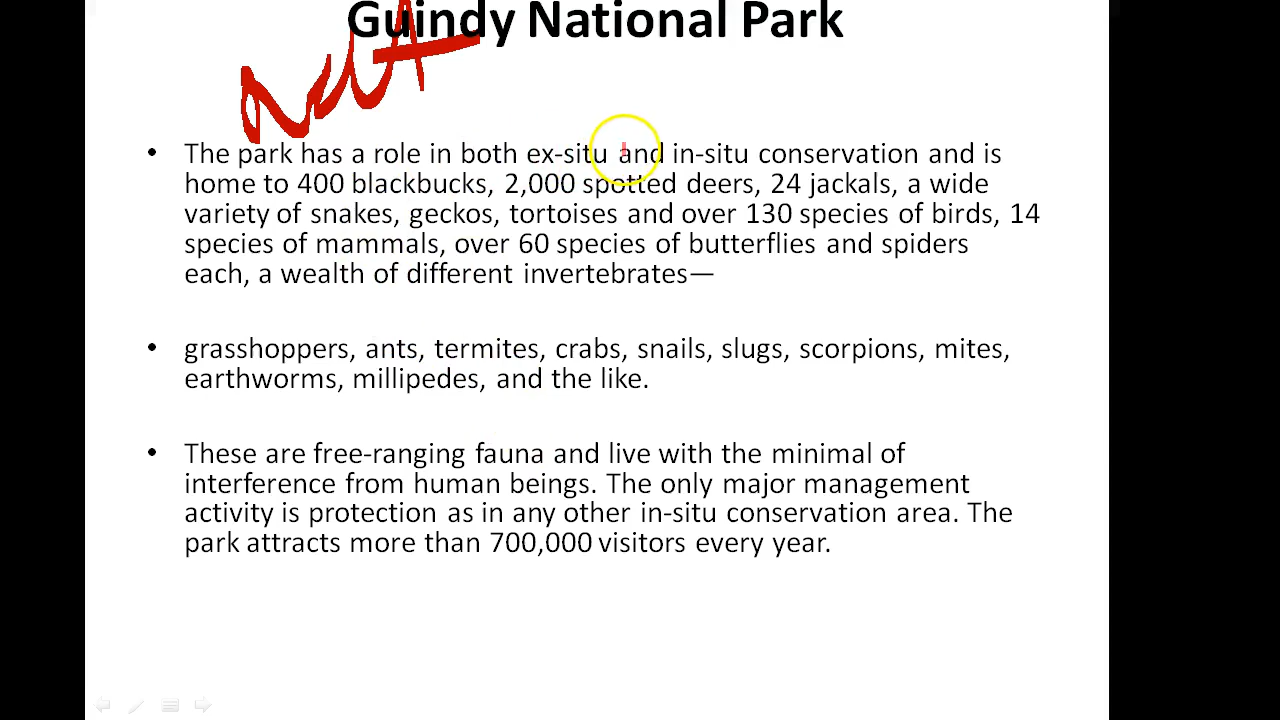 Guindy National Park
• The park has a role in both ex-situ and in-situ conservation and is
home to 400 blackbucks, 2,000 spotted deers, 24 jackals, a wide
variety of snakes, geckos, tortoises and over 130 species of birds, 14
species of mammals, over 60 species of butterflies and spiders
each, a wealth of different invertebrates—
• grasshoppers, ants, termites, crabs, snails, slugs, scorpions, mites,
earthworms, millipedes, and the like.
• These are free-ranging fauna and live with the minimal of
interference from human beings. The only major management
activity is protection as in any other in-situ conservation area. The
park attracts more than 700,000 visitors every year.